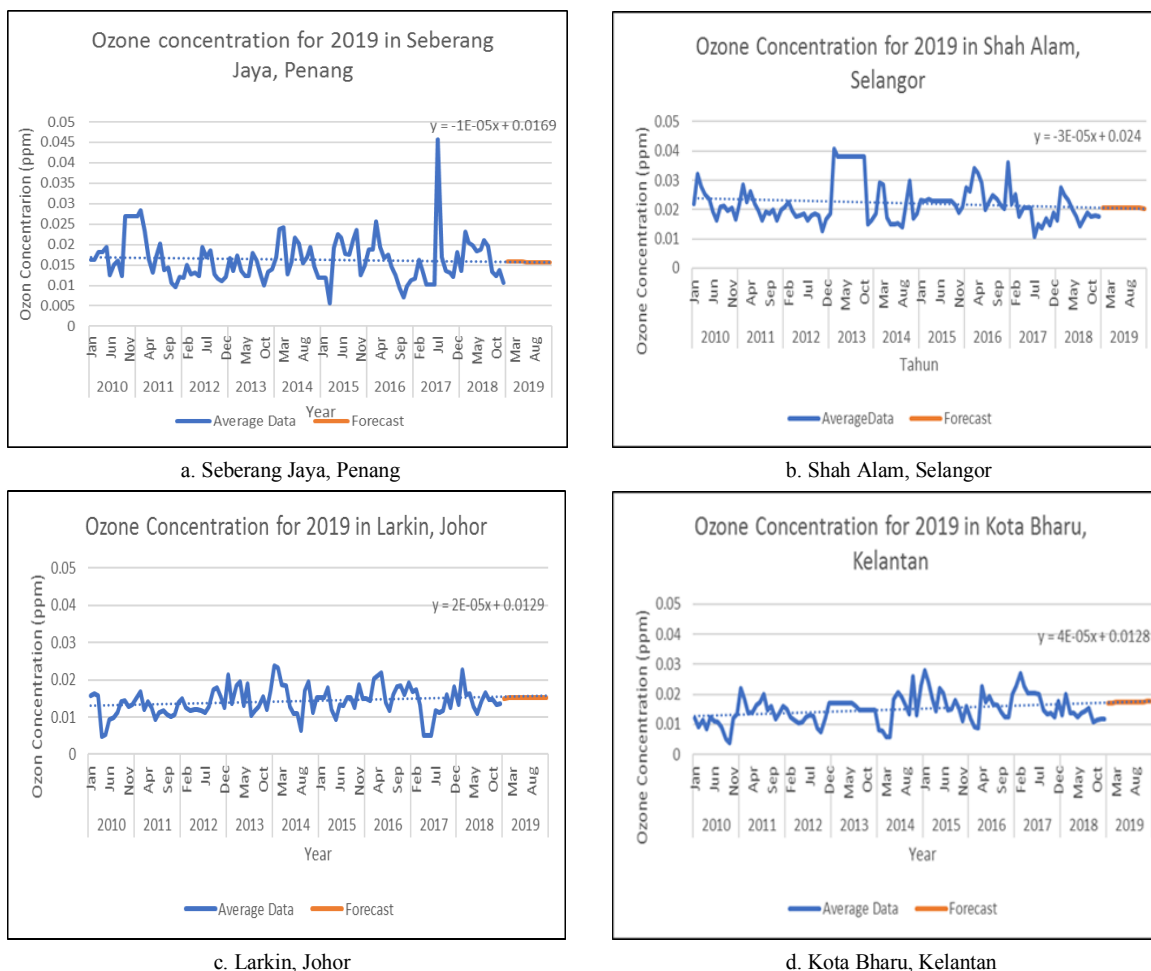 Ozone concentration for 2019 in Seberang
Jaya, Penang
Ozon Concentrarion (ppm)
y = -1E-05x + 0.0169
0.05
0.045
0.04
0.035
0.03
0.025
0.02
0.015
0.01
0.005
0
Jan Jun Nov Apr Sep Feb Jul Dec May Oct Mar Aug Jan Jun Nov Apr Sep Feb Jul Dec May Oct Mar Aug
2010 2011 2012 2013 2014 2015 2016 2017 2018 2019
Year
Average Data Forecast
a. Seberang Jaya, Penang
Ozone Concentration for 2019 in Shah Alam,
Selangor
Ozone Concentration (ppm)
y = -3E-05x + 0.024
0.05
0.04
0.03
0.02
0.01
0
Jan Jun Nov Apr Sep Feb Jul Dec May Oct Mar Aug Jan Jun Nov Apr Sep Feb Jul Dec May Oct Mar Aug
2010 2011 2012 2013 2014 2015 2016 2017 2018 2019
Tahun
AverageData Forecast
b. Shah Alam, Selangor
Ozone Concentration for 2019 in Larkin, Johor
Ozon Concentration (ppm)
y = 2E-05x + 0.0129
0.05
0.04
0.03
0.02
0.01
0
Jan Jun Nov Apr Sep Feb Jul Dec May Oct Mar Aug Jan Jun Nov Apr Sep Feb Jul Dec May Oct Mar Aug
2010 2011 2012 2013 2014 2015 2016 2017 2018 2019
Year
Average Data Forecast
c. Larkin, Johor
Ozone Concentration for 2019 in Kota Bharu,
Kelantan
Ozone Concentration (ppm)
y = 4E-05x + 0.0128
0.05
0.04
0.03
0.02
0.01
0
Jan Jun Nov Apr Sep Feb Jul Dec May Oct Mar Aug Jan Jun Nov Apr Sep Feb Jul Dec May Oct Mar Aug
2010 2011 2012 2013 2014 2015 2016 2017 2018 2019
Year
Average Data Forecast
d. Kota Bharu, Kelantan